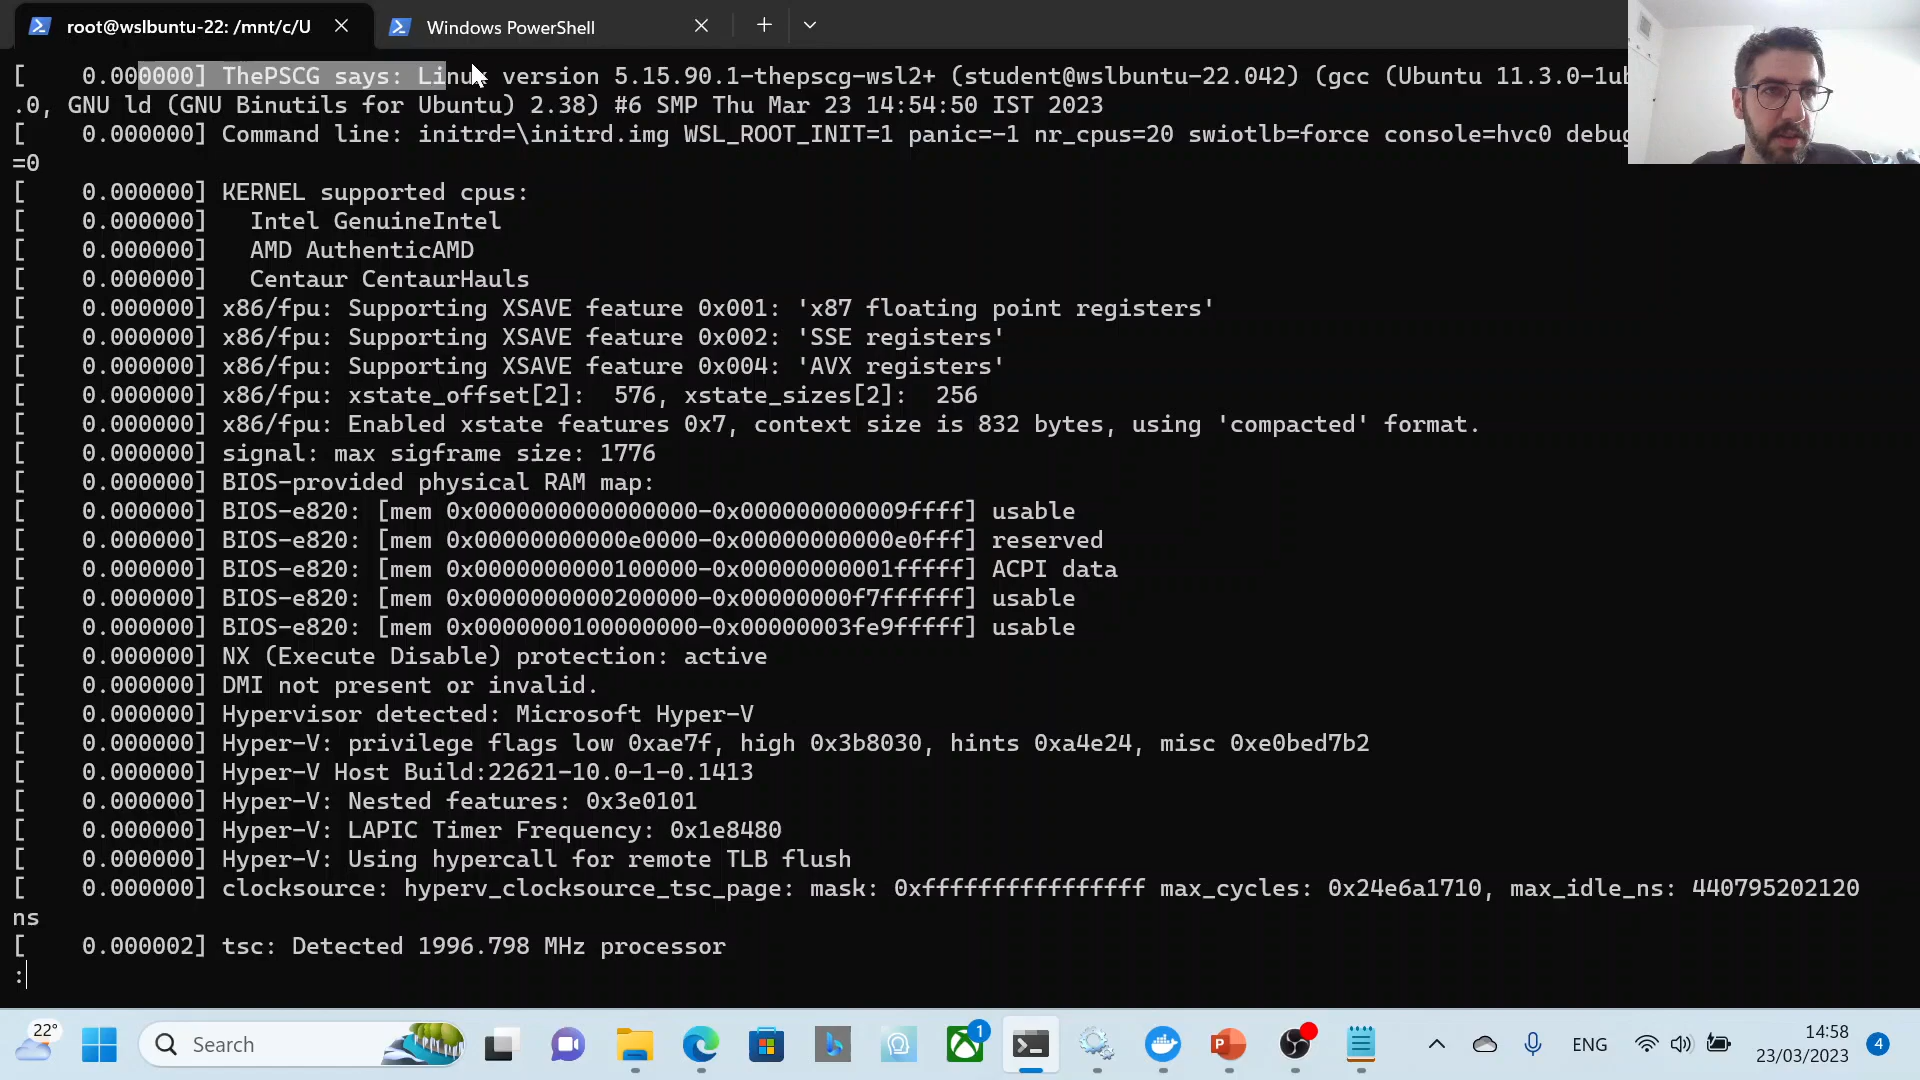 root@wslbuntu-22: /mnt/c/U
Windows PowerShell
[    0.000000] ThePSCG says: Linux version 5.15.90.1-thepscg-wsl2+ (student@wslbuntu-22.042) (gcc (Ubuntu 11.3.0-1ub
.0, GNU ld (GNU Binutils for Ubuntu) 2.38) #6 SMP Thu Mar 23 14:54:50 IST 2023
[    0.000000] Command line: initrd=\initrd.img WSL_ROOT_INIT=1 panic=-1 nr_cpus=20 swiotlb=force console=hvc0 debug
=0
[    0.000000] KERNEL supported cpus:
[    0.000000]   Intel GenuineIntel
[    0.000000]   AMD AuthenticAMD
[    0.000000]   Centaur CentaurHauls
[    0.000000] x86/fpu: Supporting XSAVE feature 0x001: 'x87 floating point registers'
[    0.000000] x86/fpu: Supporting XSAVE feature 0x002: 'SSE registers'
[    0.000000] x86/fpu: Supporting XSAVE feature 0x004: 'AVX registers'
[    0.000000] x86/fpu: xstate_offset[2]:  576, xstate_sizes[2]:  256
[    0.000000] x86/fpu: Enabled xstate features 0x7, context size is 832 bytes, using 'compacted' format.
[    0.000000] signal: max sigframe size: 1776
[    0.000000] BIOS-provided physical RAM map:
[    0.000000] BIOS-e820: [mem 0x0000000000000000-0x000000000009ffff] usable
[    0.000000] BIOS-e820: [mem 0x00000000000e0000-0x00000000000e0fff] reserved
[    0.000000] BIOS-e820: [mem 0x0000000000100000-0x00000000001fffff] ACPI data
[    0.000000] BIOS-e820: [mem 0x0000000000200000-0x00000000f7ffffff] usable
[    0.000000] BIOS-e820: [mem 0x0000000100000000-0x00000003fe9fffff] usable
[    0.000000] NX (Execute Disable) protection: active
[    0.000000] DMI not present or invalid.
[    0.000000] Hypervisor detected: Microsoft Hyper-V
[    0.000000] Hyper-V: privilege flags low 0xae7f, high 0x3b8030, hints 0xa4e24, misc 0xe0bed7b2
[    0.000000] Hyper-V Host Build:22621-10.0-1-0.1413
[    0.000000] Hyper-V: Nested features: 0x3e0101
[    0.000000] Hyper-V: LAPIC Timer Frequency: 0x1e8480
[    0.000000] Hyper-V: Using hypercall for remote TLB flush
[    0.000000] clocksource: hyperv_clocksource_tsc_page: mask: 0xffffffffffffffff max_cycles: 0x24e6a1710, max_idle_ns: 440795202120
ns
[    0.000002] tsc: Detected 1996.798 MHz processor
:
22°
Search
1
ENG
14:58
23/03/2023
4